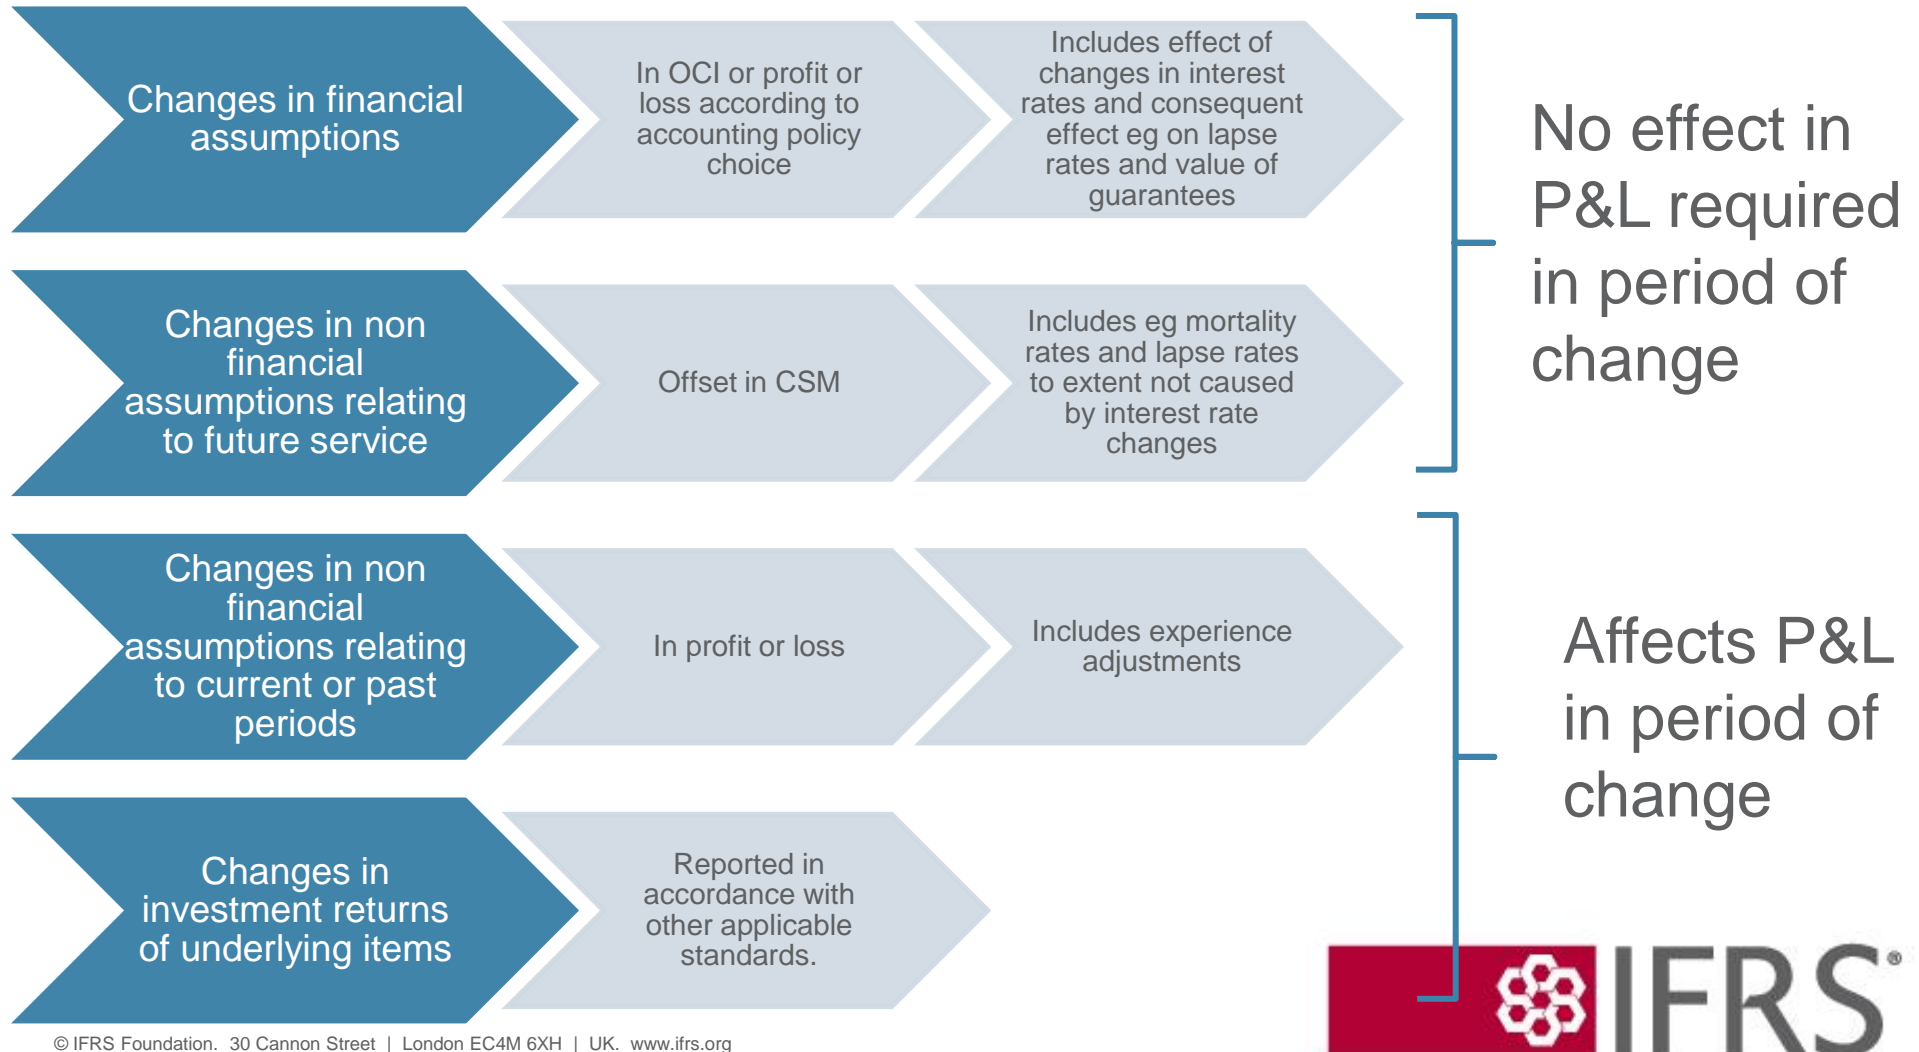 Changes in financial
assumptions
In OCI or profit or
loss according to
accounting policy
choice
Includes effect of
changes in interest
rates and consequent
effect eg on lapse
rates and value of
guarantees
No effect in
P&L required
in period of
change
Changes in non
financial
assumptions relating
to future service
Offset in CSM
Includes eg mortality
rates and lapse rates
to extent not caused
by interest rate
changes
Changes in non
financial
assumptions relating
to current or past
periods
In profit or loss
Includes experience
adjustments
Affects P&L
in period of
change
Changes in
investment returns
of underlying items
Reported in
accordance with
other applicable
standards.
IFRS®
© IFRS Foundation. 30 Cannon Street | London EC4M 6XH | UK. www.ifrs.org